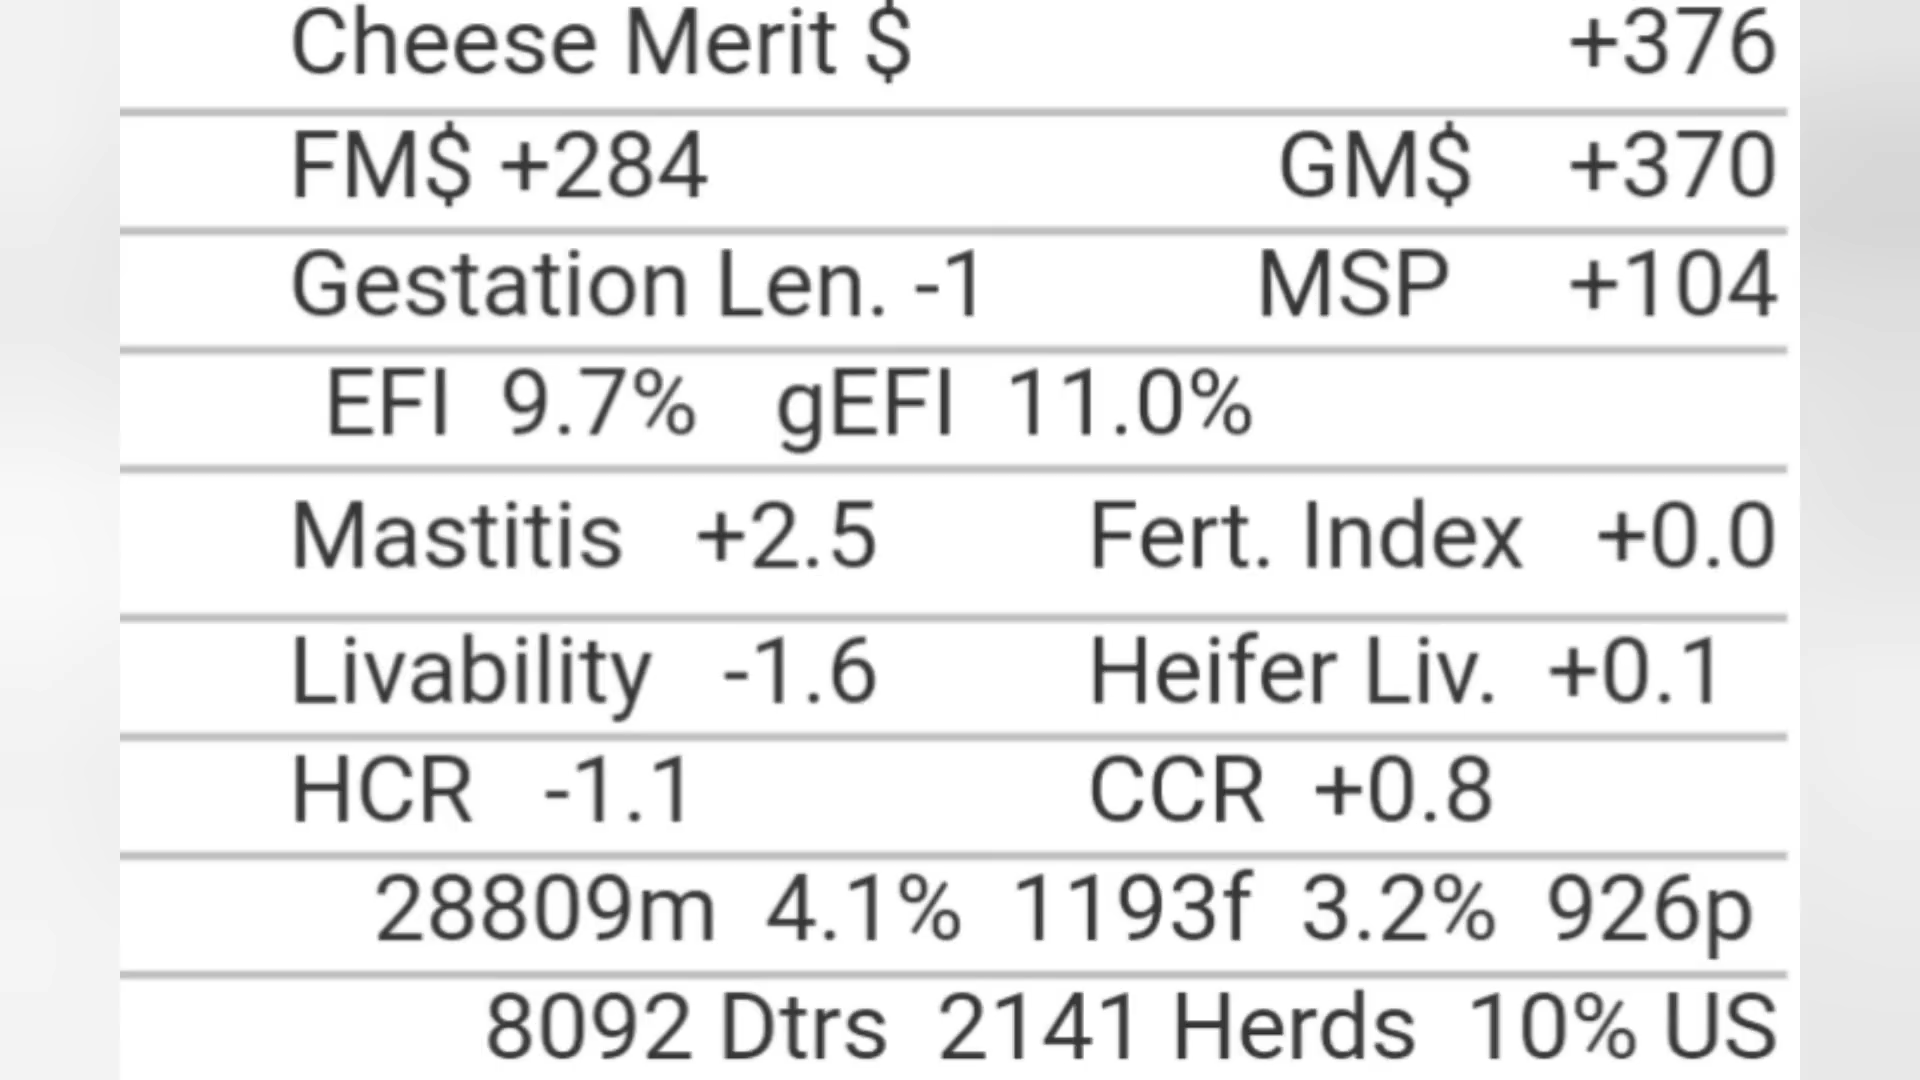 Cheese Merit $ +376
FM$ +284 GM$ +370
Gestation Len. -1 MSP +104
EFI 9.7% gEFI 11.0%
Mastitis +2.5 Fert. Index +0.0
Livability -1.6 Heifer Liv. +0.1
HCR -1.1 CCR +0.8
28809m 4.1% 1193f 3.2% 926p
8092 Dtrs 2141 Herds 10% US